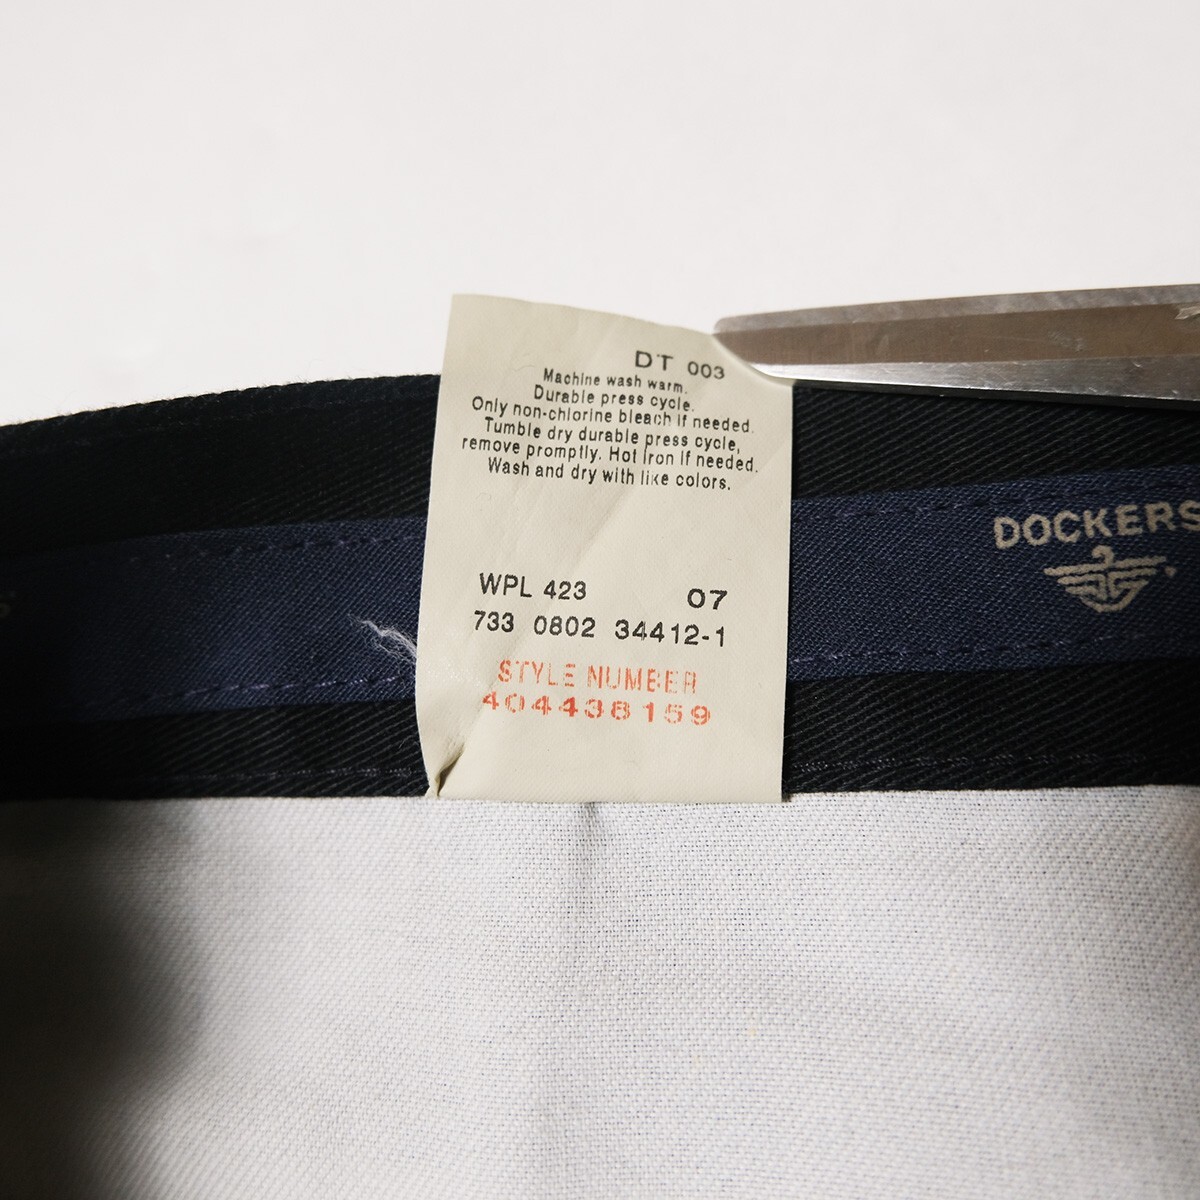 DT 003
Machine wash warm.
Durable press cycle.
Only non-chlorine bleach if needed.
Tumble dry durable press cycle,
remove promptly. Hot iron if needed.
Wash and dry with like colors.
WPL 423 07
733 0802 34412-1
STYLE NUMBER
404438159
DOCKERS